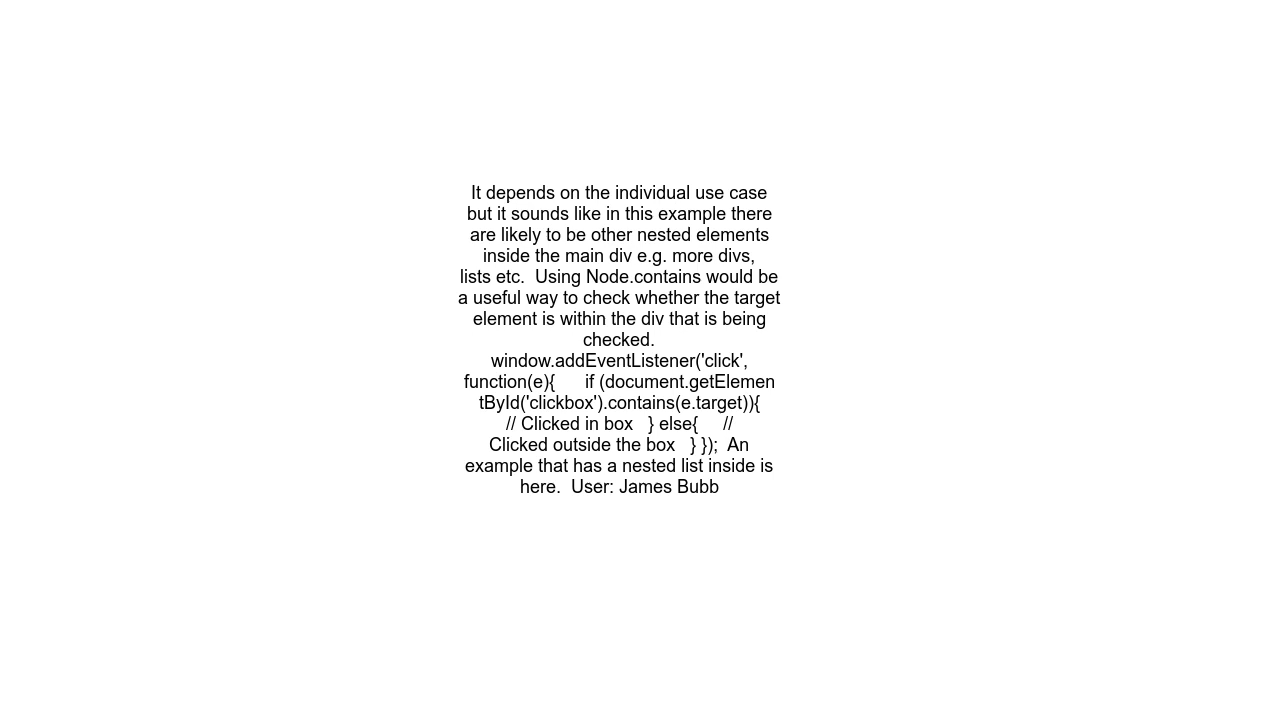 It depends on the individual use case
but it sounds like in this example there
are likely to be other nested elements
inside the main div e.g. more divs,
lists etc.  Using Node.contains would be
a useful way to check whether the target
element is within the div that is being
checked.
window.addEventListener('click',
function(e){      if (document.getElemen
tById('clickbox').contains(e.target)){
// Clicked in box   } else{     //
Clicked outside the box   } });  An
example that has a nested list inside is
here.  User: James Bubb